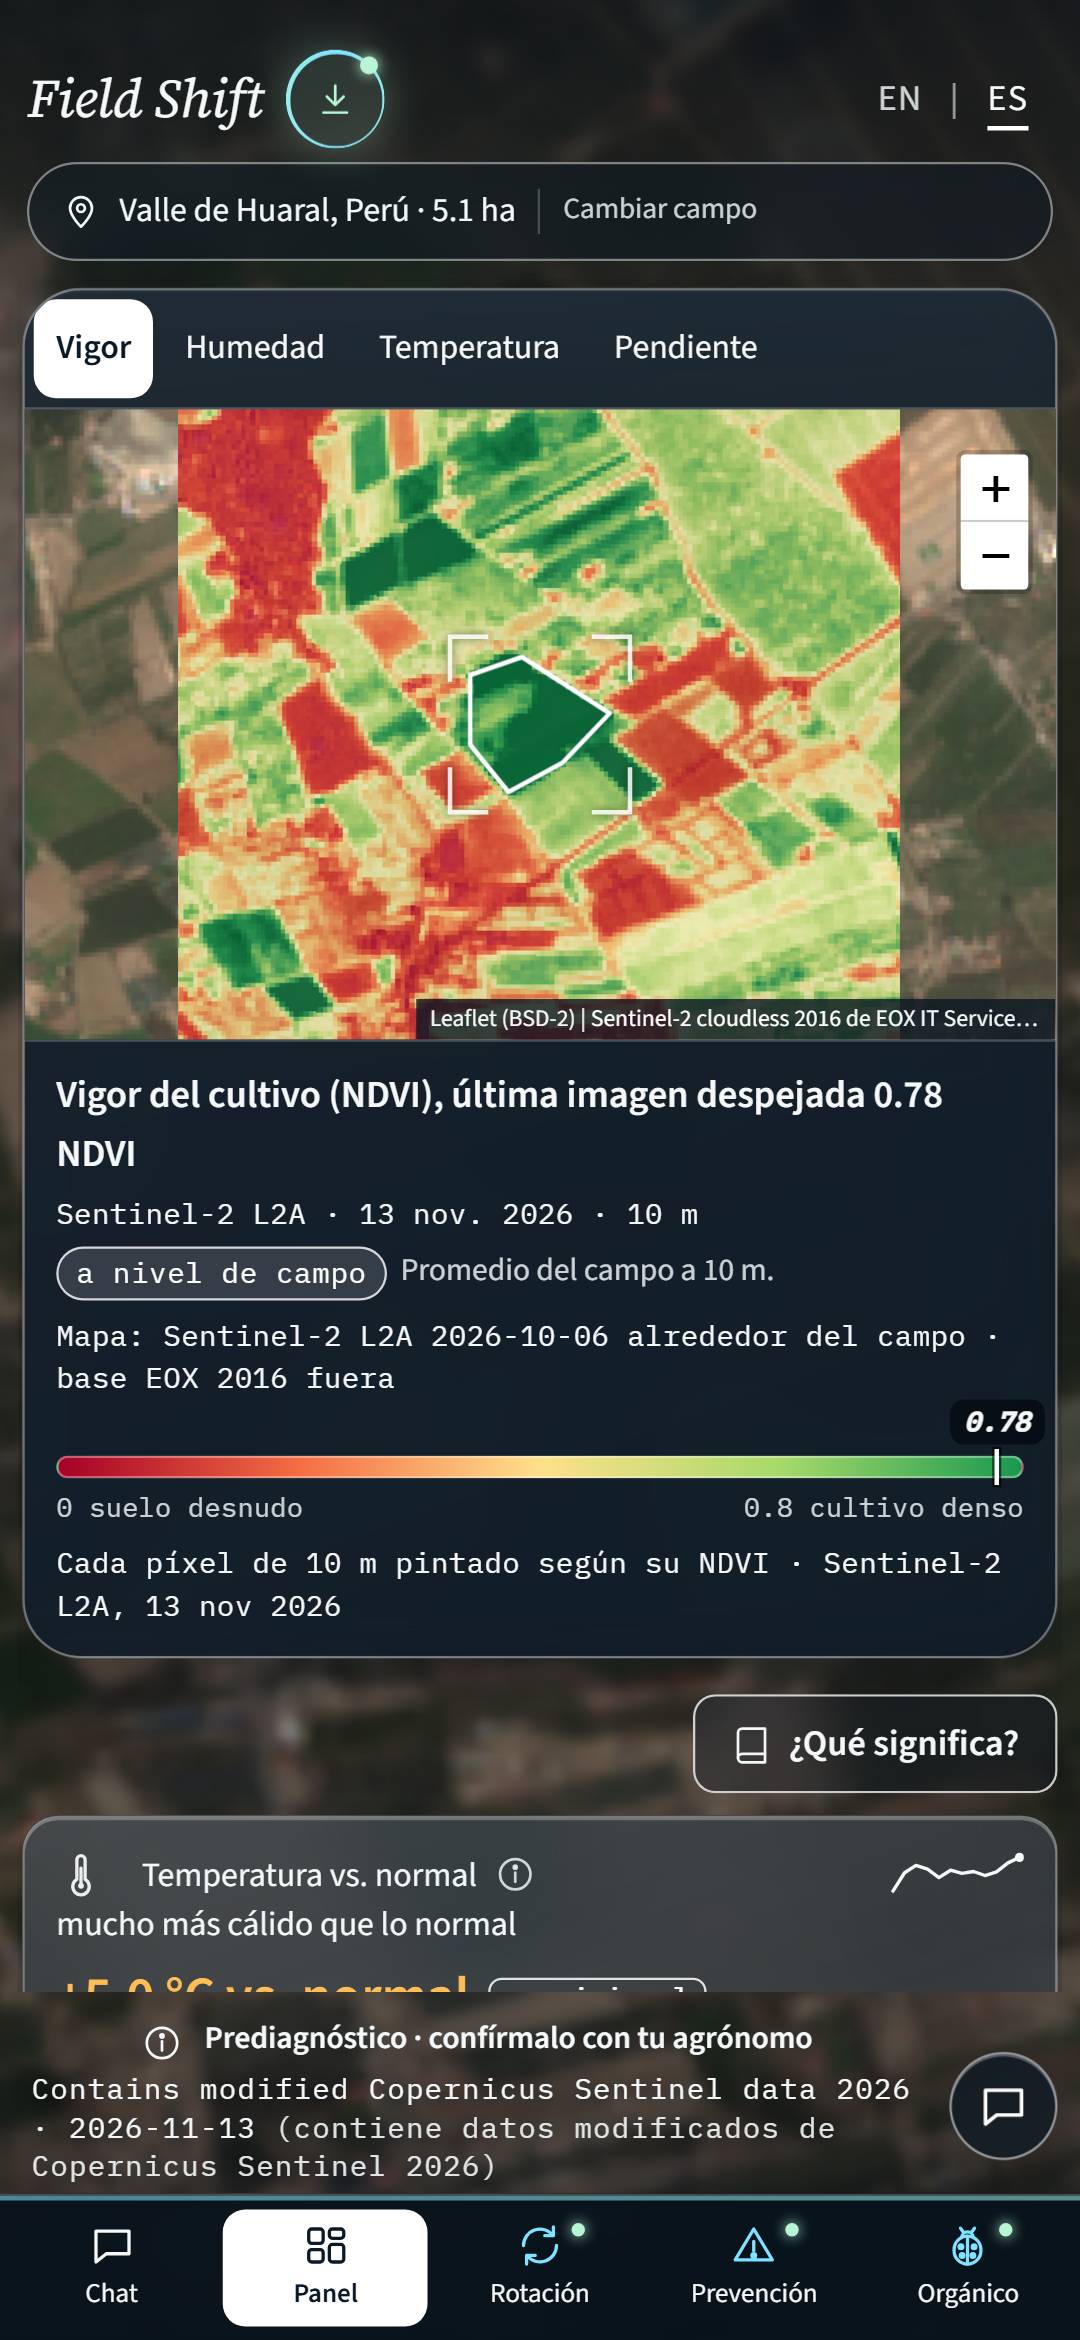 Field Shift
EN | ES
Valle de Huaral, Perú · 5.1 ha | Cambiar campo
Vigor Humedad Temperatura Pendiente
+
−
Leaflet (BSD-2) | Sentinel-2 cloudless 2016 de EOX IT Service…
Vigor del cultivo (NDVI), última imagen despejada 0.78
NDVI
Sentinel-2 L2A · 13 nov. 2026 · 10 m
a nivel de campo Promedio del campo a 10 m.
Mapa: Sentinel-2 L2A 2026-10-06 alrededor del campo ·
base EOX 2016 fuera
0.78
0 suelo desnudo 0.8 cultivo denso
Cada píxel de 10 m pintado según su NDVI · Sentinel-2
L2A, 13 nov 2026
¿Qué significa?
Temperatura vs. normal
mucho más cálido que lo normal
+5.0 °C vs. normal
Prediagnóstico · confírmalo con tu agrónomo
Contains modified Copernicus Sentinel data 2026
· 2026-11-13 (contiene datos modificados de
Copernicus Sentinel 2026)
Chat Panel Rotación Prevención Orgánico